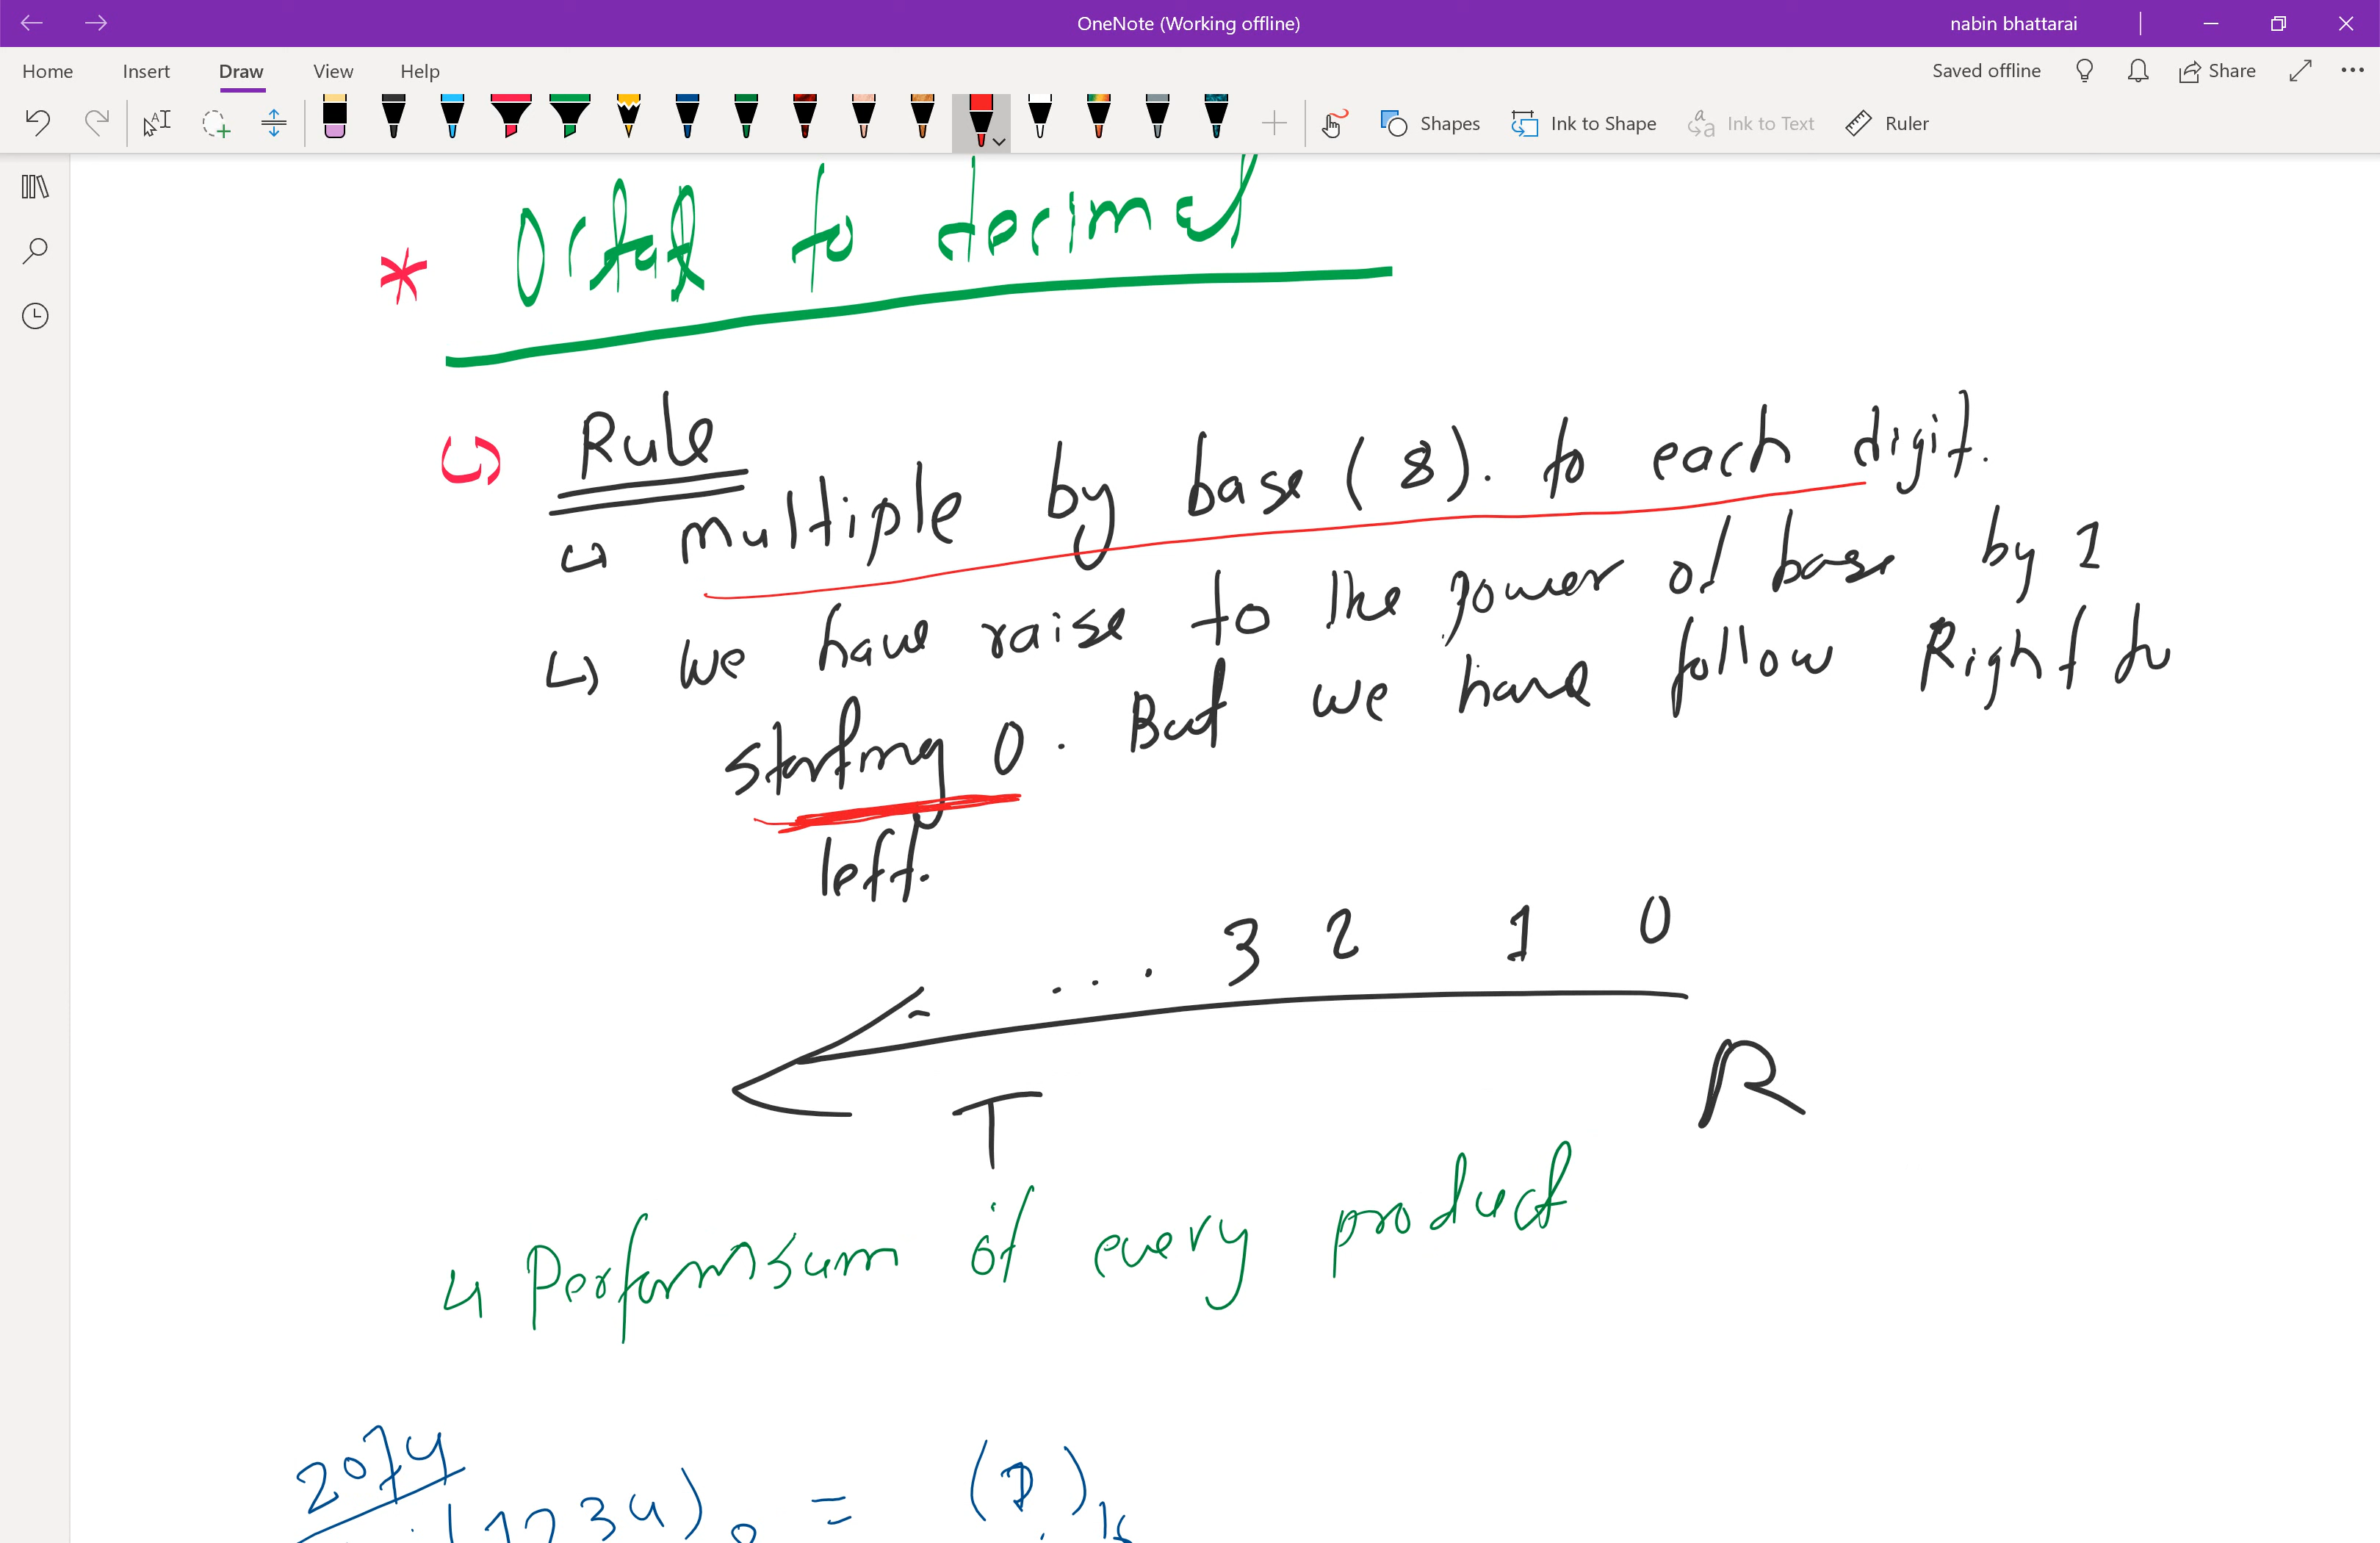 OneNote (Working offline)
nabin bhattarai
Home Insert Draw View Help
Saved offline Share
Shapes Ink to Shape Ink to Text Ruler
* Octal to decimal
Rule
multiple by base (8). to each digit.
we have raise to the power of base by 1
starting 0. But we have follow Right to
left.
... 3 2 1 0
T R
Perform sum of every product
2074
(1234)8 = (?)16